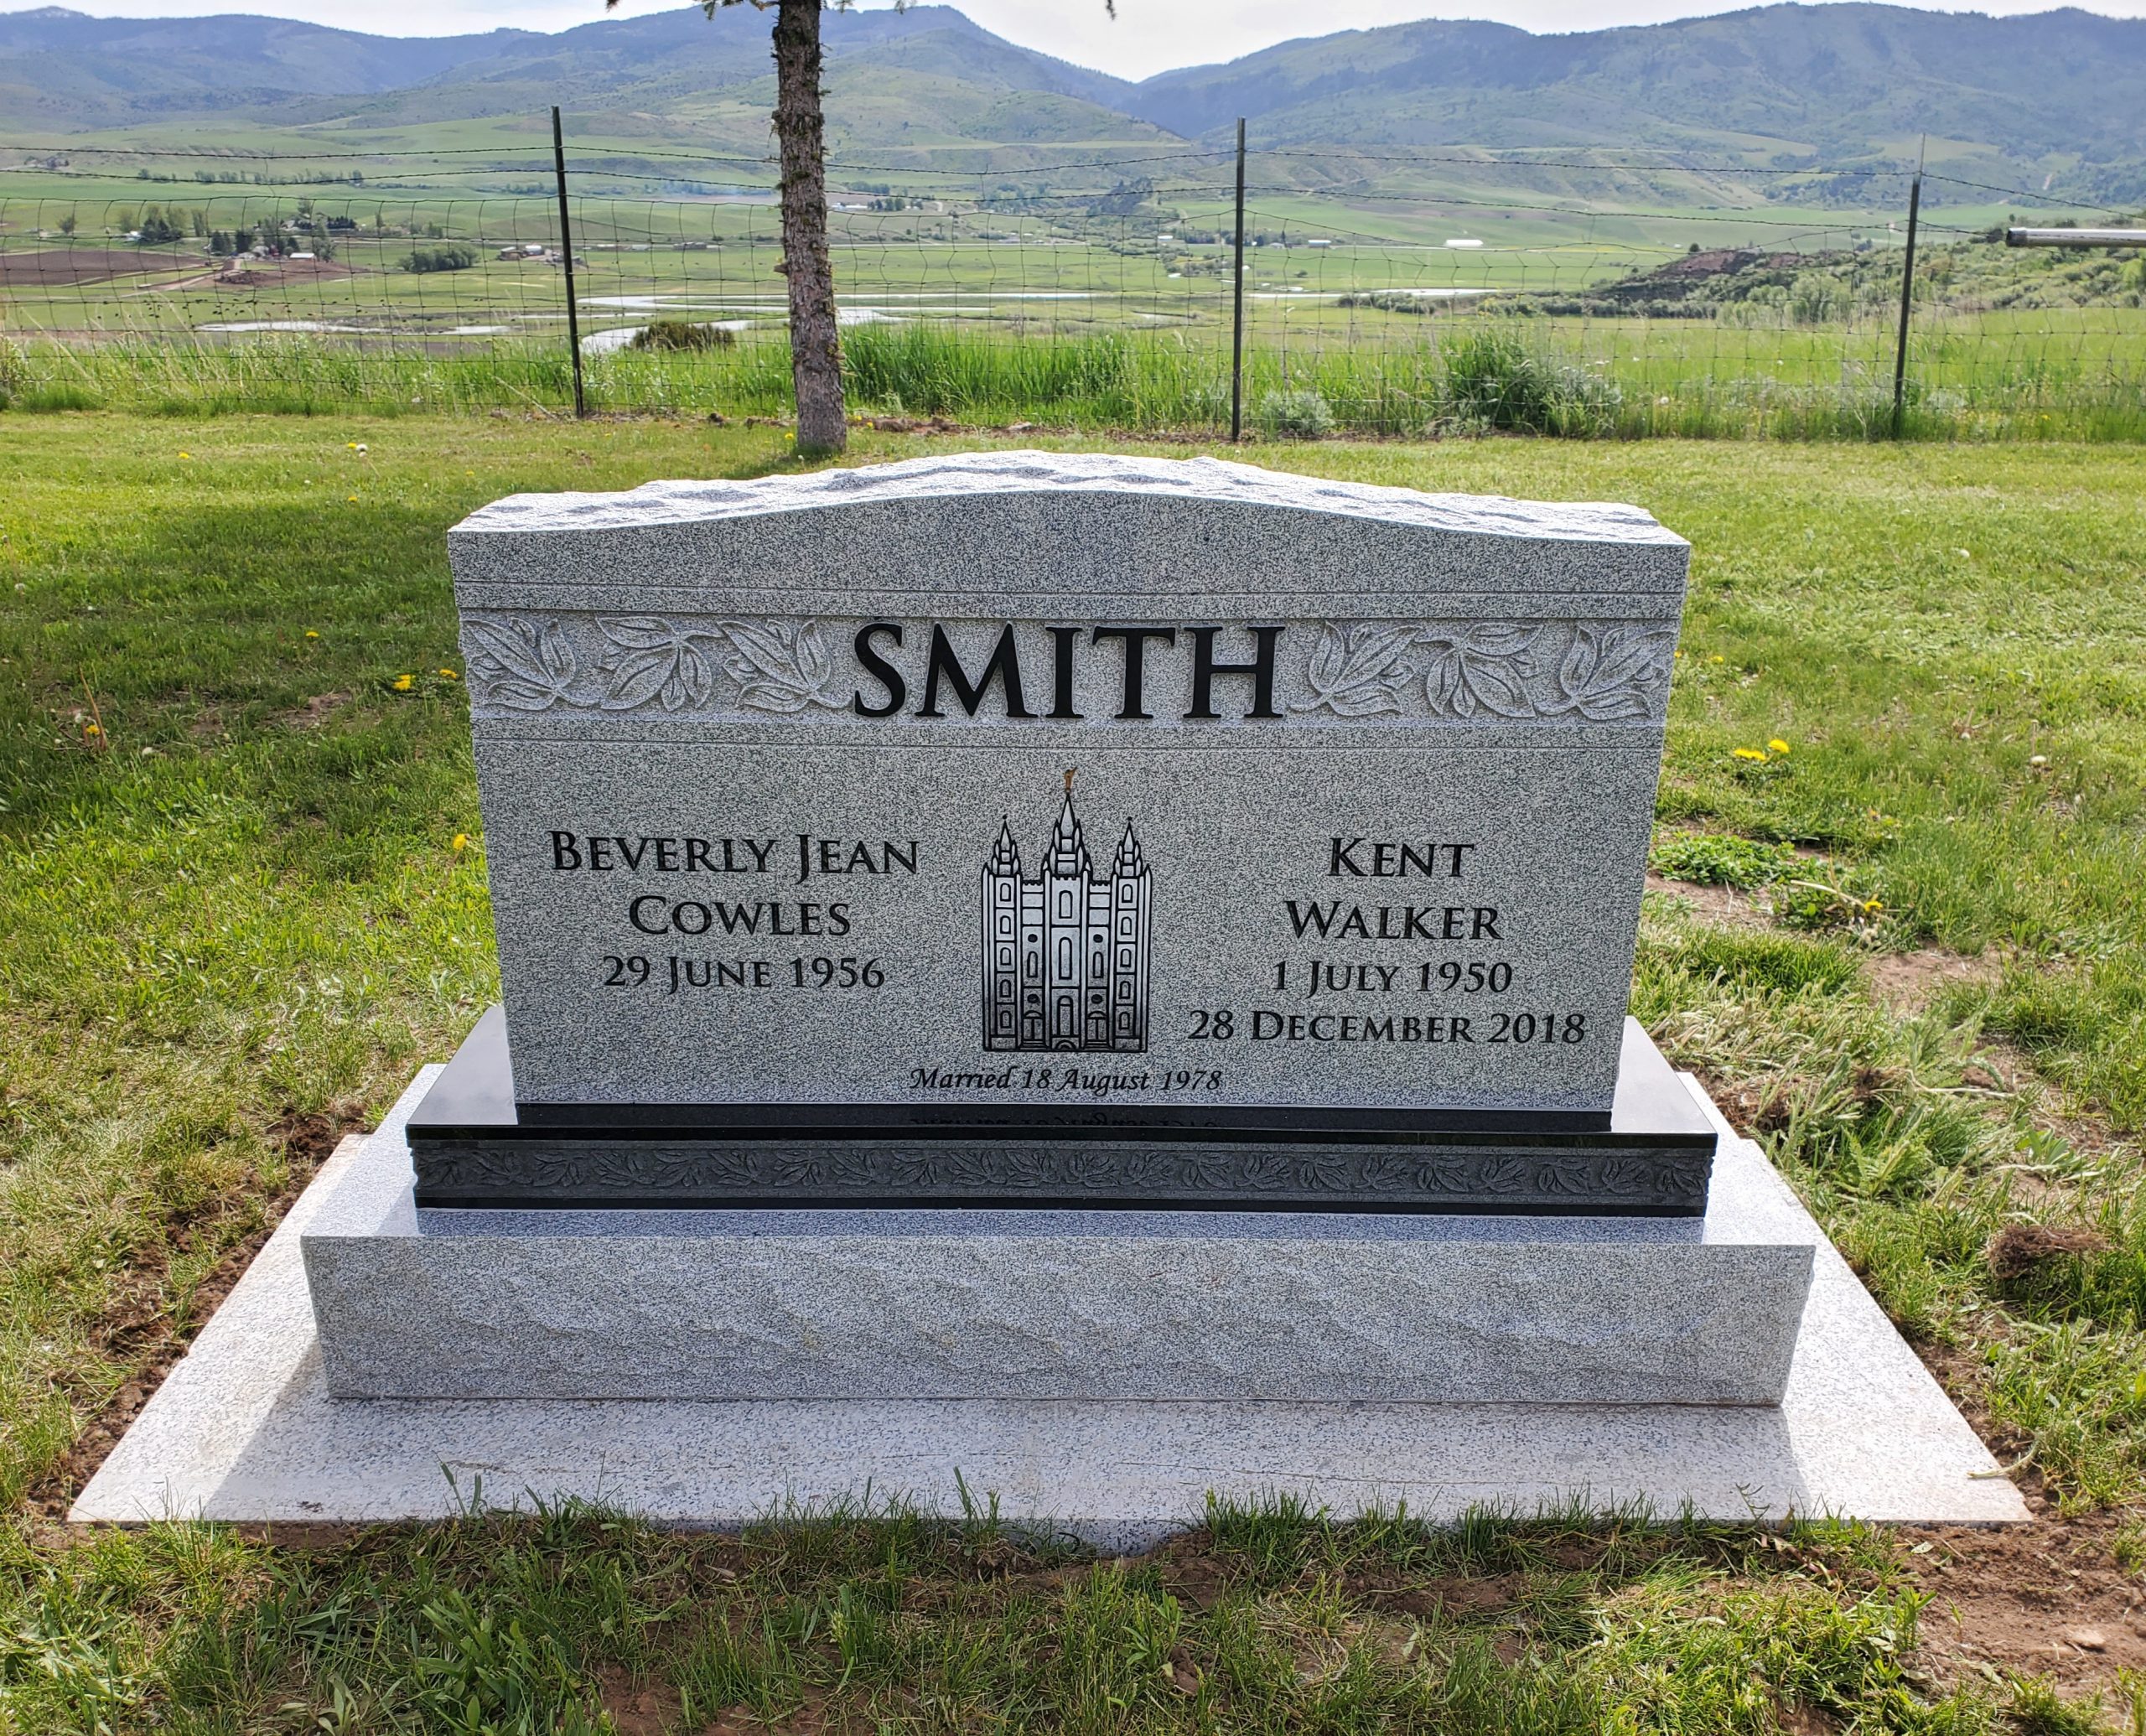 SMITH
BEVERLY JEAN
COWLES
29 JUNE 1956
KENT
WALKER
1 JULY 1950
28 DECEMBER 2018
Married 18 August 1978